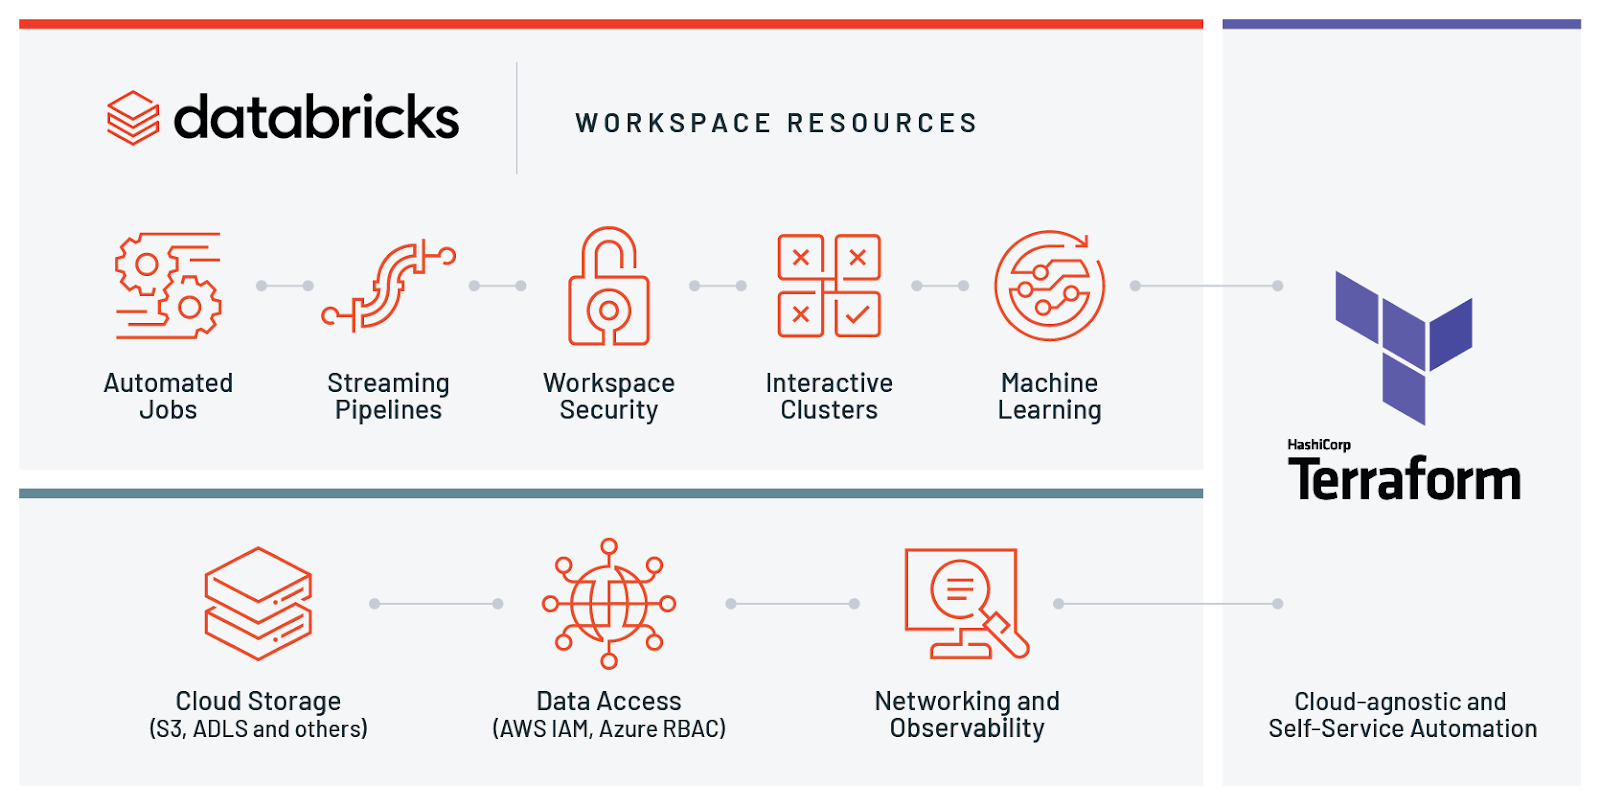 databricks
WORKSPACE RESOURCES
Automated
Jobs
Streaming
Pipelines
Workspace
Security
Interactive
Clusters
Machine
Learning
HashiCorp
Terraform
Cloud Storage
(S3, ADLS and others)
Data Access
(AWS IAM, Azure RBAC)
Networking and
Observability
Cloud-agnostic and
Self-Service Automation